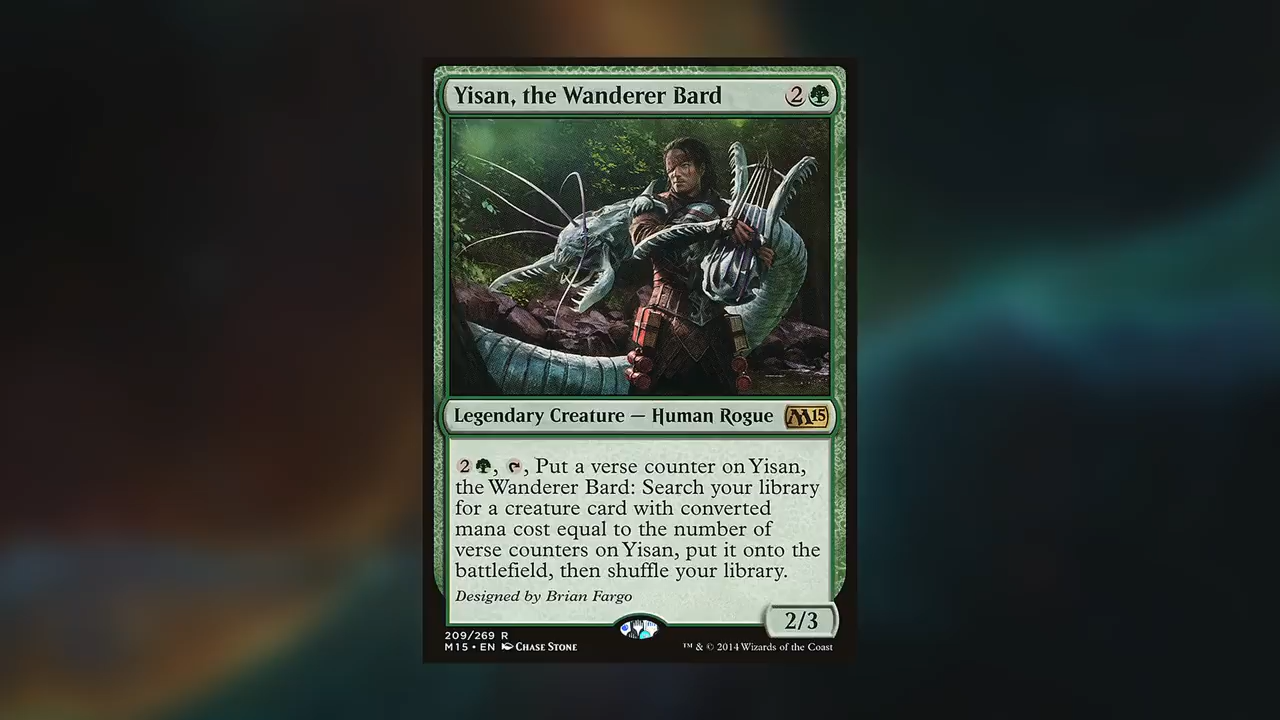 Yisan, the Wanderer Bard 2
Legendary Creature — Human Rogue M15
2, , Put a verse counter on Yisan,
the Wanderer Bard: Search your library
for a creature card with converted
mana cost equal to the number of
verse counters on Yisan, put it onto the
battlefield, then shuffle your library.
Designed by Brian Fargo
2/3
209/269 R
M15 • EN CHASE STONE
™ & © 2014 Wizards of the Coast